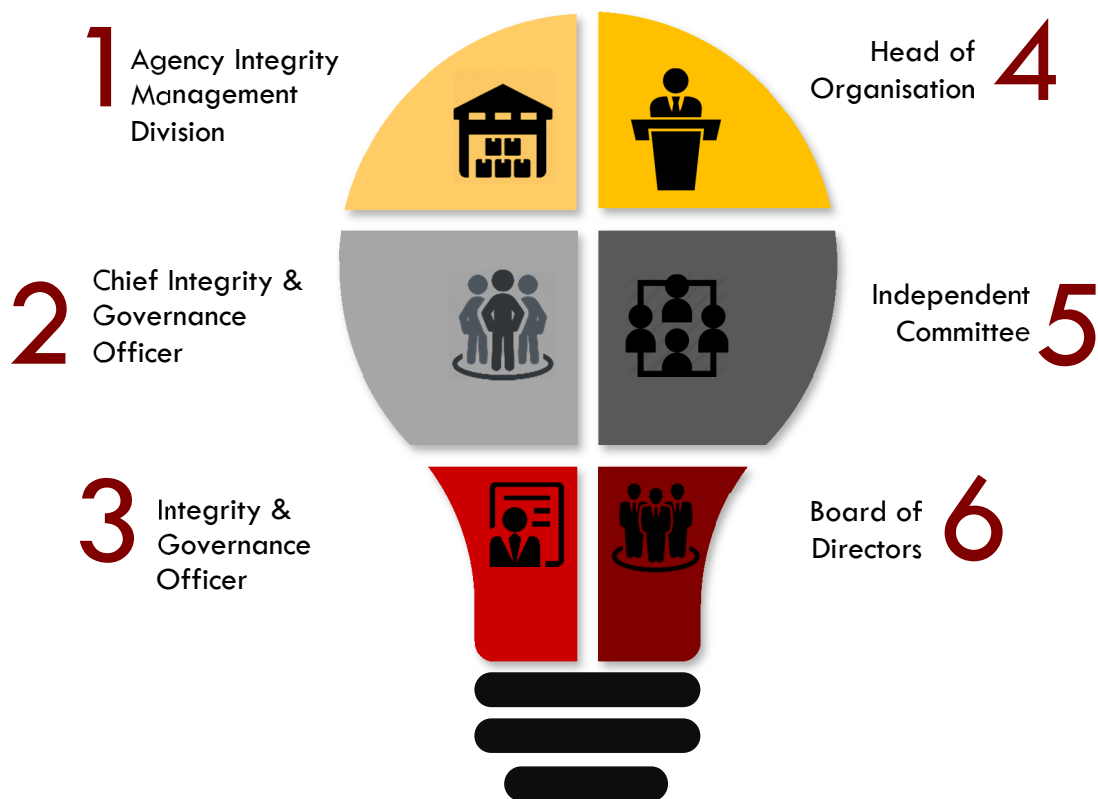 1
Agency Integrity
Management
Division
2
Chief Integrity &
Governance
Officer
3
Integrity &
Governance
Officer
4
Head of
Organisation
5
Independent
Committee
6
Board of
Directors